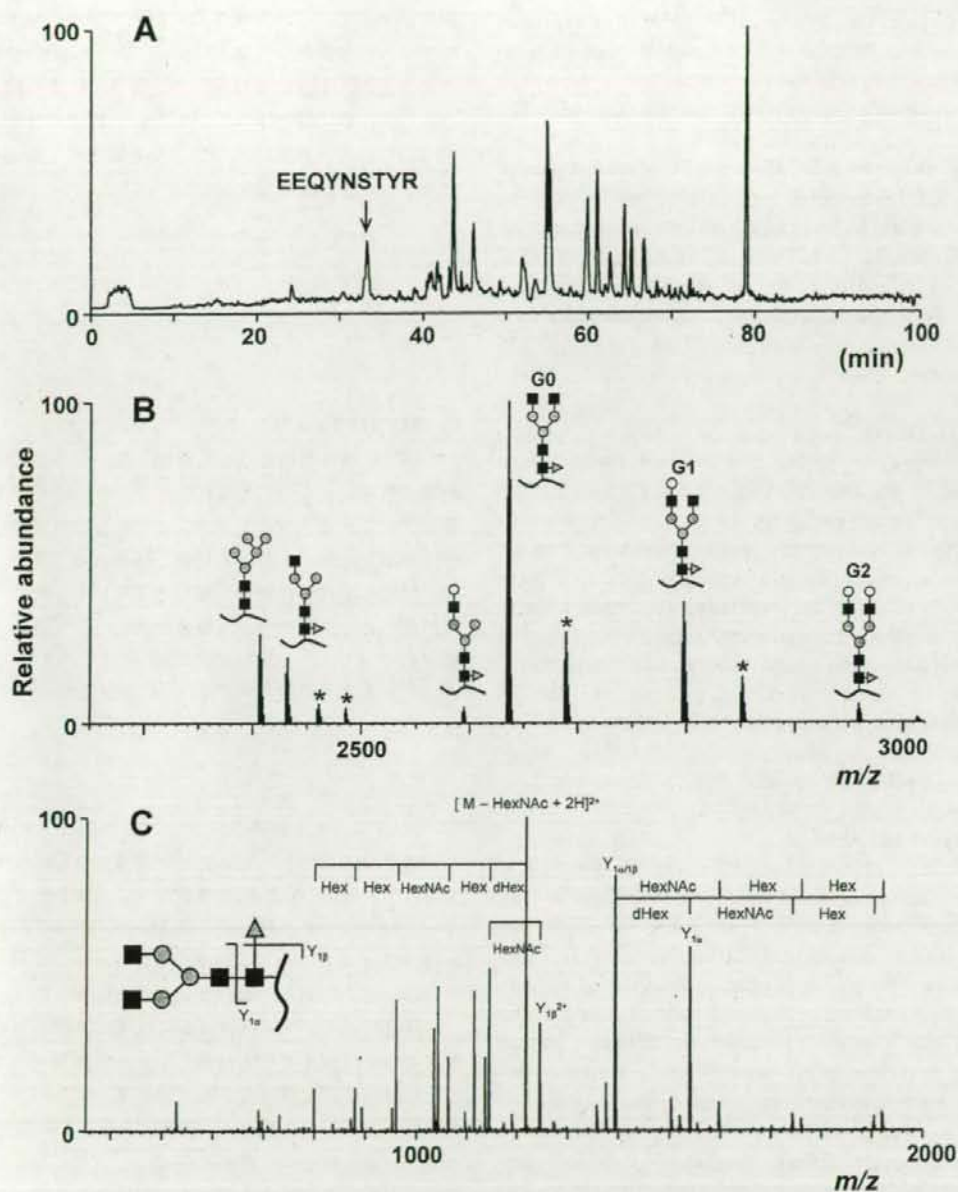 A
100
EEQYNSTYR
0
0 20 40 60 80 100
(min)
Relative abundance
B
100
G0
G1
G2
* * * *
0
2500 3000
m/z
C
100
[ M – HexNAc + 2H]²⁺
Hex Hex HexNAc Hex dHex
HexNAc
Y1α/1β
HexNAc Hex Hex
dHex HexNAc Hex
Y1α
Y1β²⁺
Y1β
Y1α
0
1000 2000
m/z